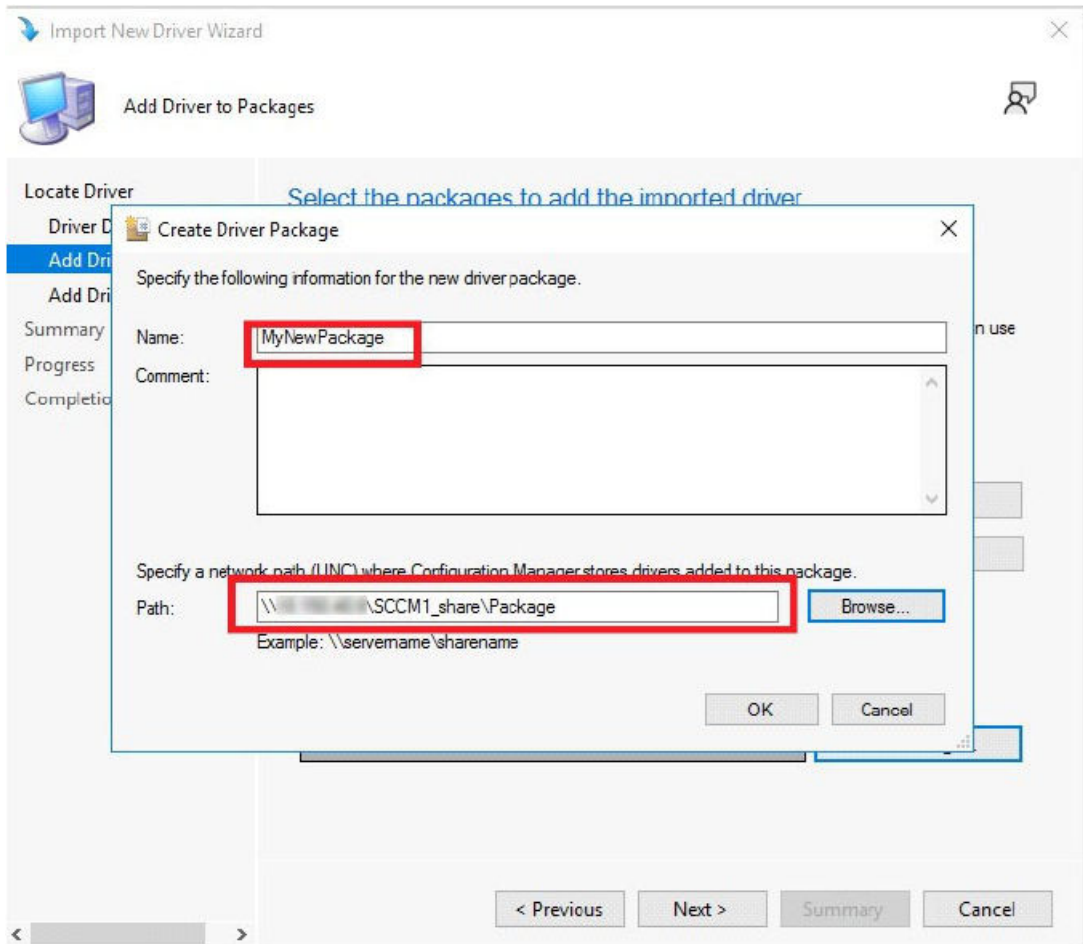 Import New Driver Wizard
Add Driver to Packages
Locate Driver
Driver D
Add Dri
Add Dri
Summary
Progress
Completio
Select the packages to add the imported driver
n use
Create Driver Package
Specify the following information for the new driver package.
Name:
MyNewPackage
Comment:
Specify a network path (UNC) where Configuration Manager stores drivers added to this package.
Path:
\\ \SCCM1_share\Package
Browse...
Example: \\servername\sharename
OK
Cancel
< Previous
Next >
Summary
Cancel